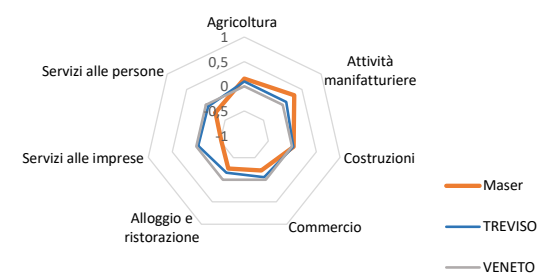 Agricoltura
1
0,5
0
-0,5
-1
Attività
manifatturiere
Costruzioni
Commercio
Alloggio e
ristorazione
Servizi alle imprese
Servizi alle persone
Maser
TREVISO
VENETO